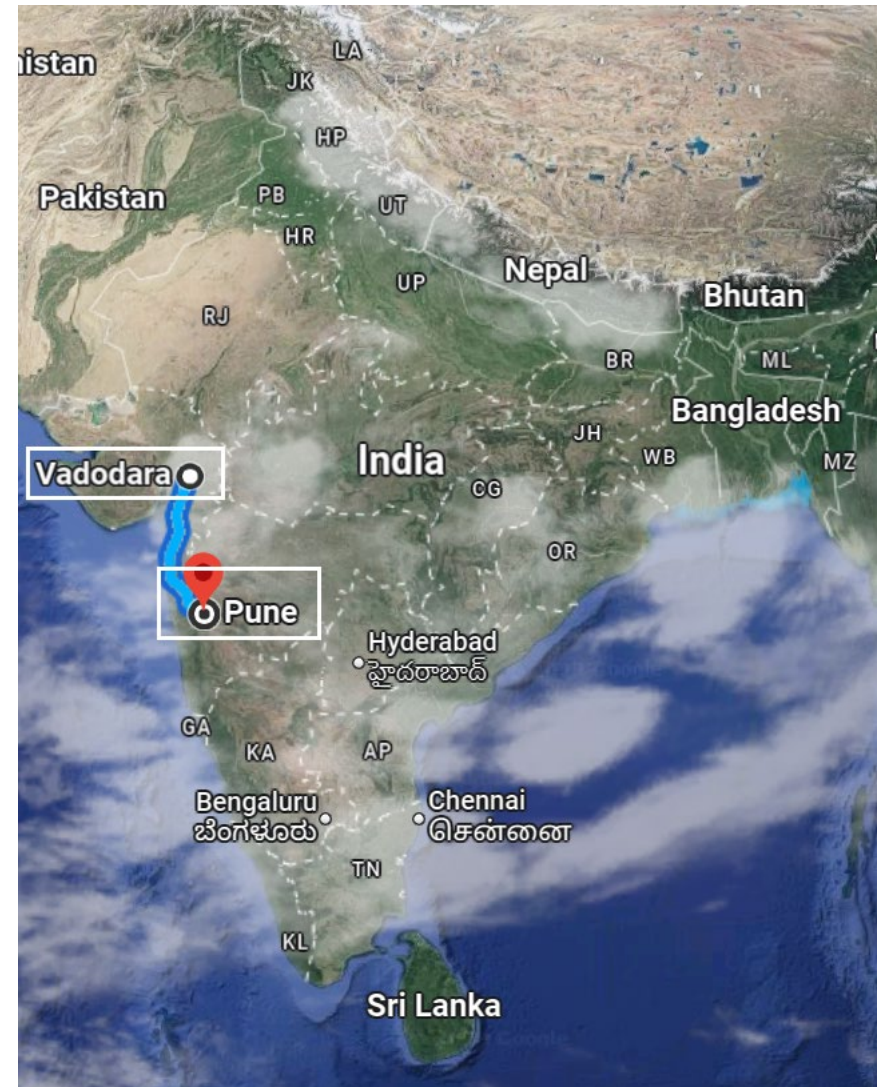 LA
istan
JK
HP
Pakistan
PB
UT
HR
Nepal
UP
Bhutan
RJ
BR
ML
Bangladesh
JH
India
WB
MZ
Vadodara
CG
OR
Pune
Hyderabad
హైదరాబాద్
GA
KA
AP
Bengaluru
ಬೆಂಗಳೂರು
Chennai
சென்னை
TN
KL
Sri Lanka
Google